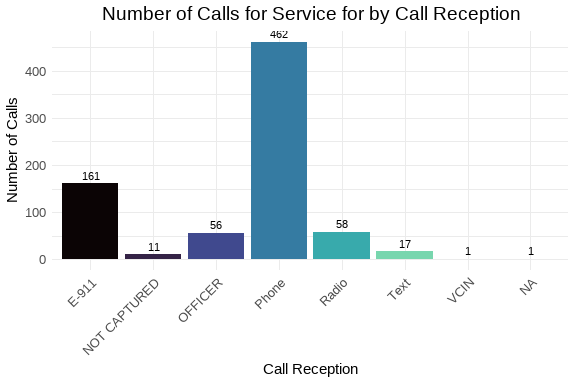 Number of Calls for Service for by Call Reception
Number of Calls
400
300
200
100
0
161
11
56
462
58
17
1
1
E-911
NOT CAPTURED
OFFICER
Phone
Radio
Text
VCIN
NA
Call Reception